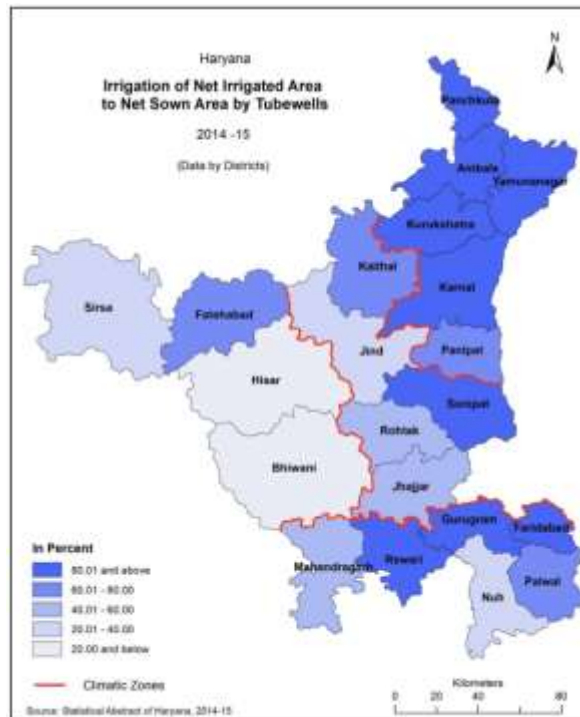 Haryana
N
Irrigation of Net Irrigated Area
to Net Sown Area by Tubewells
2014 -15
(Data by Districts)
Panchkula
Ambala
Yamunanagar
Kurukshetra
Kaithal
Karnal
Sirsa
Fatehabad
Jind
Panipat
Hisar
Sonipat
Rohtak
Bhiwani
Jhajjar
Gurugram
Faridabad
Mahendragarh
Rewari
Palwal
Nuh
In Percent
80.01 and above
60.01 - 80.00
40.01 - 60.00
20.01 - 40.00
20.00 and below
Climatic Zones
Kilometers
0 20 40 80
Source: Statistical Abstract of Haryana, 2014-15